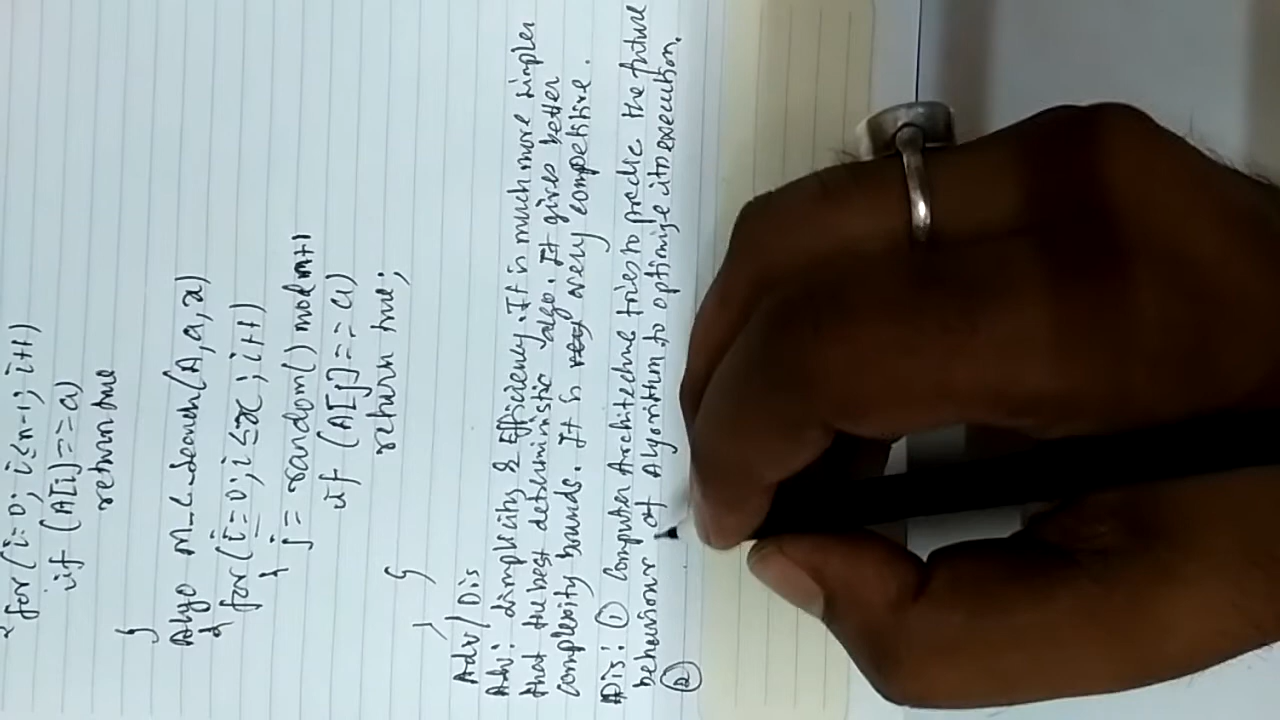 for(i=0; i≤n-1; i++)
if (A[i]==a)
return true
}
Algo M_C_Search(A,a,x)
{ for(i=0; i≤x; i++)
{ j = random() mod n+1
if (A[j]==a)
return true;
}
}
Adv/Dis
Adv: Simplicity & Efficiency. It is much more simpler
that the best deterministic algo. It gives better
complexity bounds. It is very competitive.
Dis: ① Computer Architecture tries to predic the future
behaviour of Algorithm to optimize its execution.
②